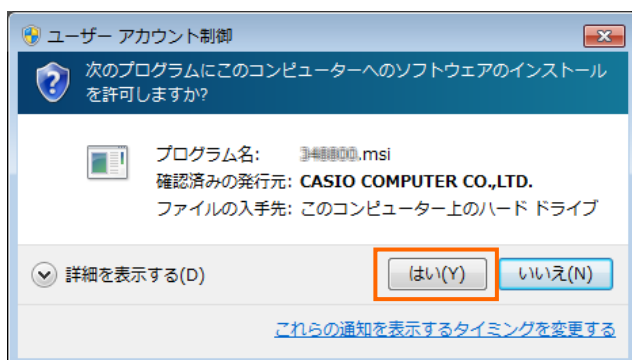 ユーザー アカウント制御
次のプログラムにこのコンピューターへのソフトウェアのインストール
を許可しますか?
プログラム名: .msi
確認済みの発行元: CASIO COMPUTER CO.,LTD.
ファイルの入手先: このコンピューター上のハード ドライブ
詳細を表示する(D)
はい(Y)
いいえ(N)
これらの通知を表示するタイミングを変更する